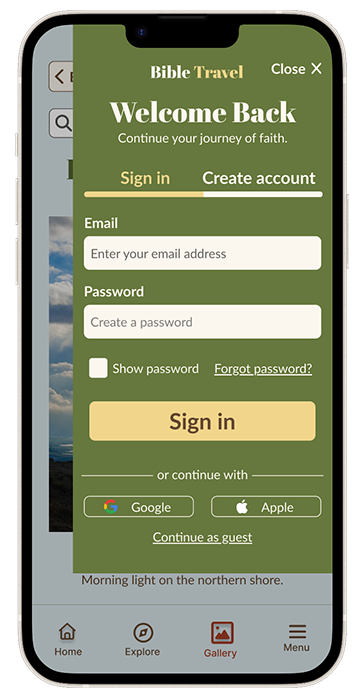 Bible Travel
Close X
Welcome Back
Continue your journey of faith.
Sign in
Create account
Email
Enter your email address
Password
Create a password
Show password
Forgot password?
Sign in
or continue with
Google
Apple
Continue as guest
Morning light on the northern shore.
Home
Explore
Gallery
Menu